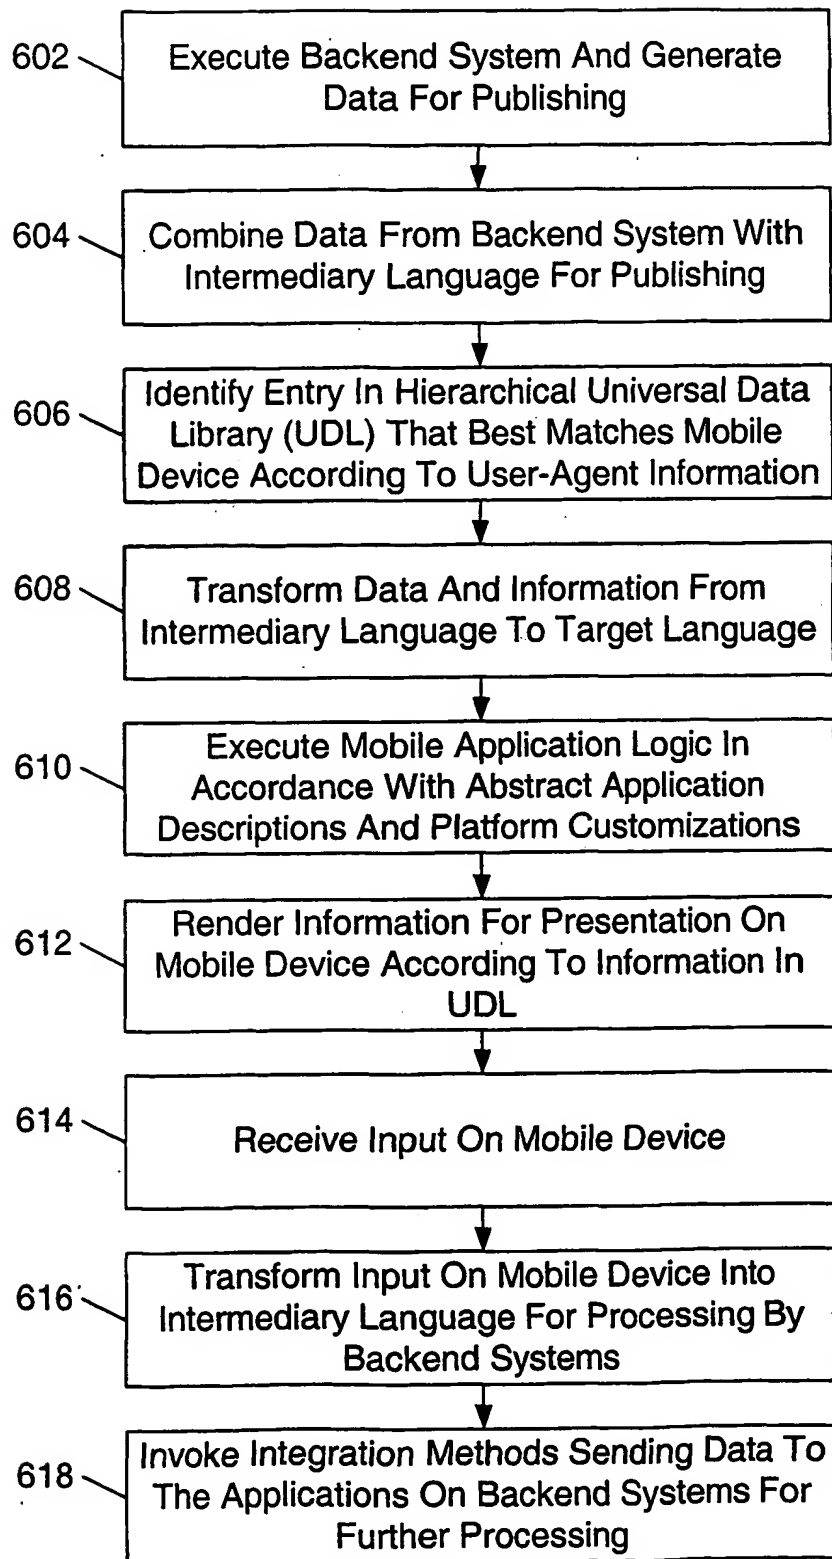 602
Execute Backend System And Generate
Data For Publishing
604
Combine Data From Backend System With
Intermediary Language For Publishing
606
Identify Entry In Hierarchical Universal Data
Library (UDL) That Best Matches Mobile
Device According To User-Agent Information
608
Transform Data And Information From
Intermediary Language To Target Language
610
Execute Mobile Application Logic In
Accordance With Abstract Application
Descriptions And Platform Customizations
612
Render Information For Presentation On
Mobile Device According To Information In
UDL
614
Receive Input On Mobile Device
616
Transform Input On Mobile Device Into
Intermediary Language For Processing By
Backend Systems
618
Invoke Integration Methods Sending Data To
The Applications On Backend Systems For
Further Processing